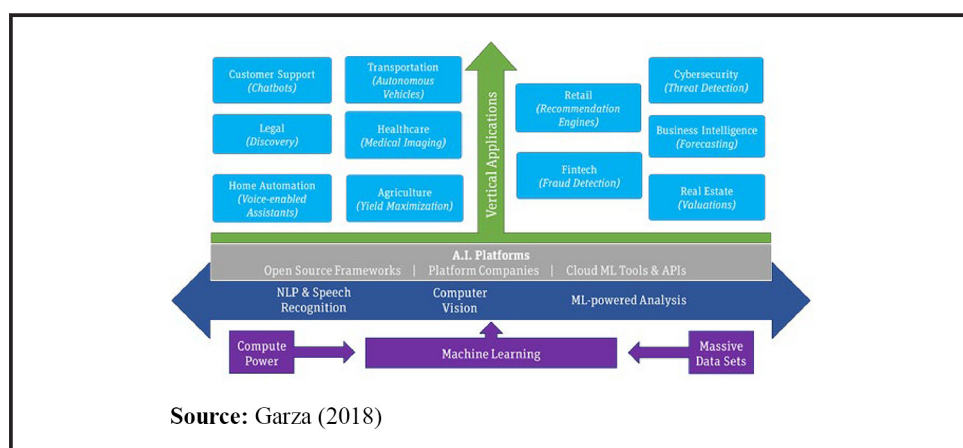 Customer Support
(Chatbots)
Transportation
(Autonomous
Vehicles)
Legal
(Discovery)
Healthcare
(Medical Imaging)
Home Automation
(Voice-enabled
Assistants)
Agriculture
(Yield Maximization)
Vertical Applications
Retail
(Recommendation
Engines)
Fintech
(Fraud Detection)
Cybersecurity
(Threat Detection)
Business Intelligence
(Forecasting)
Real Estate
(Valuations)
A.I. Platforms
Open Source Frameworks | Platform Companies | Cloud ML Tools & APIs
NLP & Speech
Recognition
Computer
Vision
ML-powered Analysis
Compute
Power
Machine Learning
Massive
Data Sets
Source: Garza (2018)